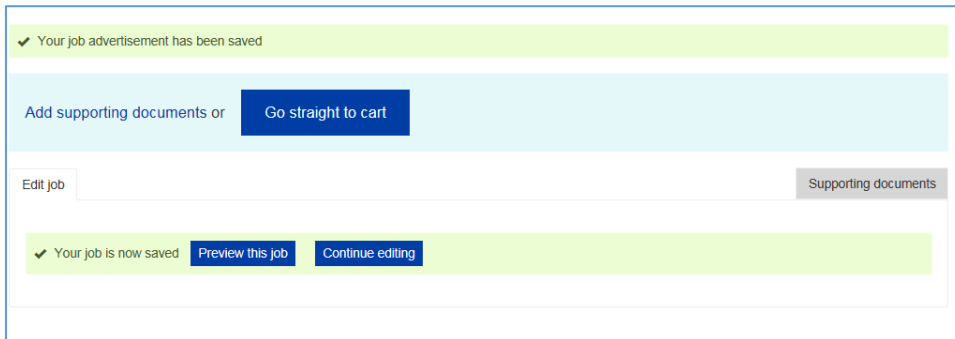 Your job advertisement has been saved
Add supporting documents or Go straight to cart
Edit job Supporting documents
Your job is now saved Preview this job Continue editing